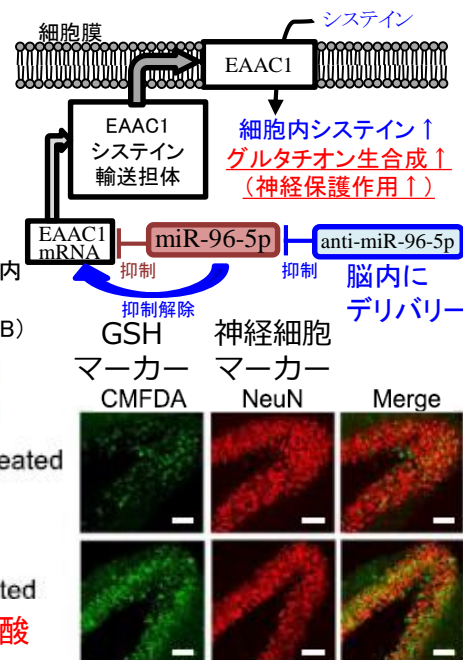 細胞膜
システイン
EAAC1
EAAC1
システイン
輸送担体
細胞内システイン↑
グルタチオン生合成↑
(神経保護作用↑)
EAAC1
mRNA
抑制
miR-96-5p
抑制
anti-miR-96-5p
内
抑制解除
脳内に
デリバリー
B)
GSH
マーカー
CMFDA
神経細胞
マーカー
NeuN
Merge
eated
ted
酸